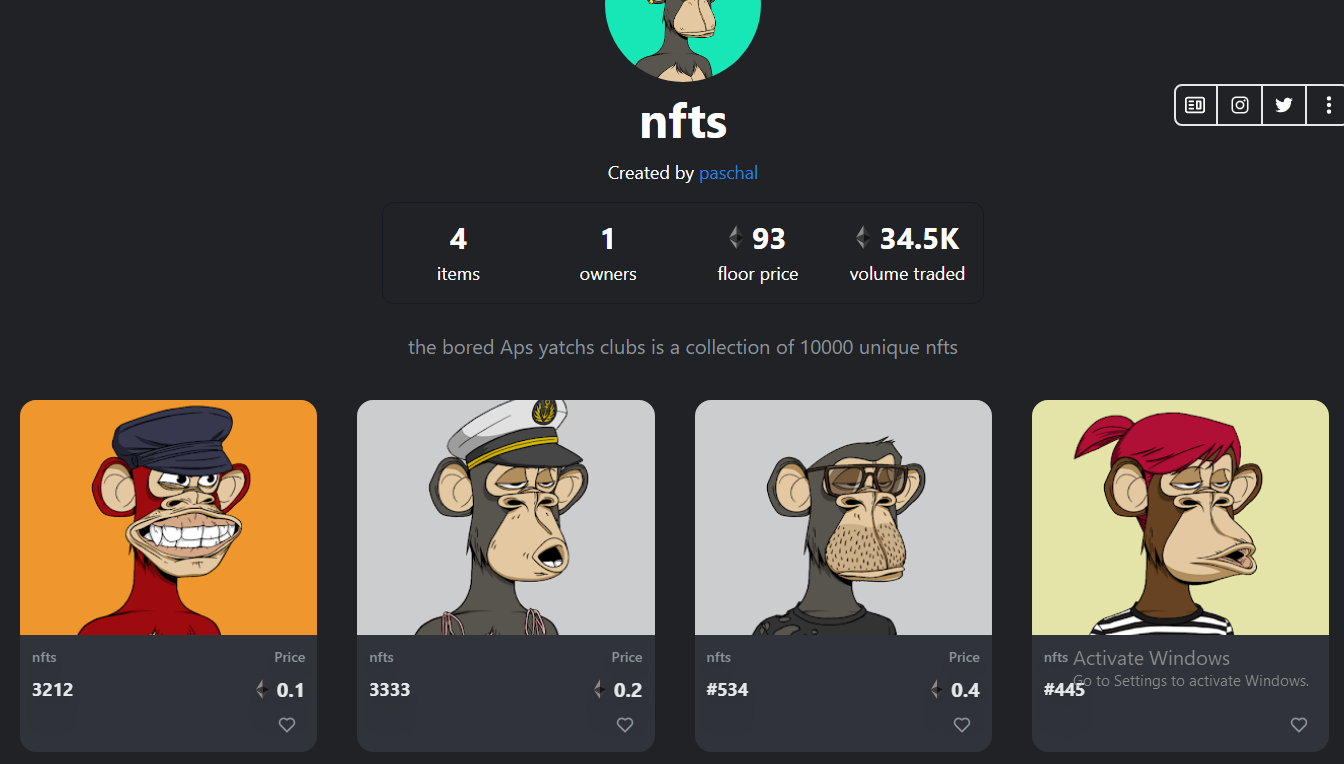 nfts
Created by paschal
4 1 93 34.5K
items owners floor price volume traded
the bored Aps yatchs clubs is a collection of 10000 unique nfts
nfts Price
3212 0.1
nfts Price
3333 0.2
nfts Price
#534 0.4
nfts
#445
Activate Windows
Go to Settings to activate Windows.